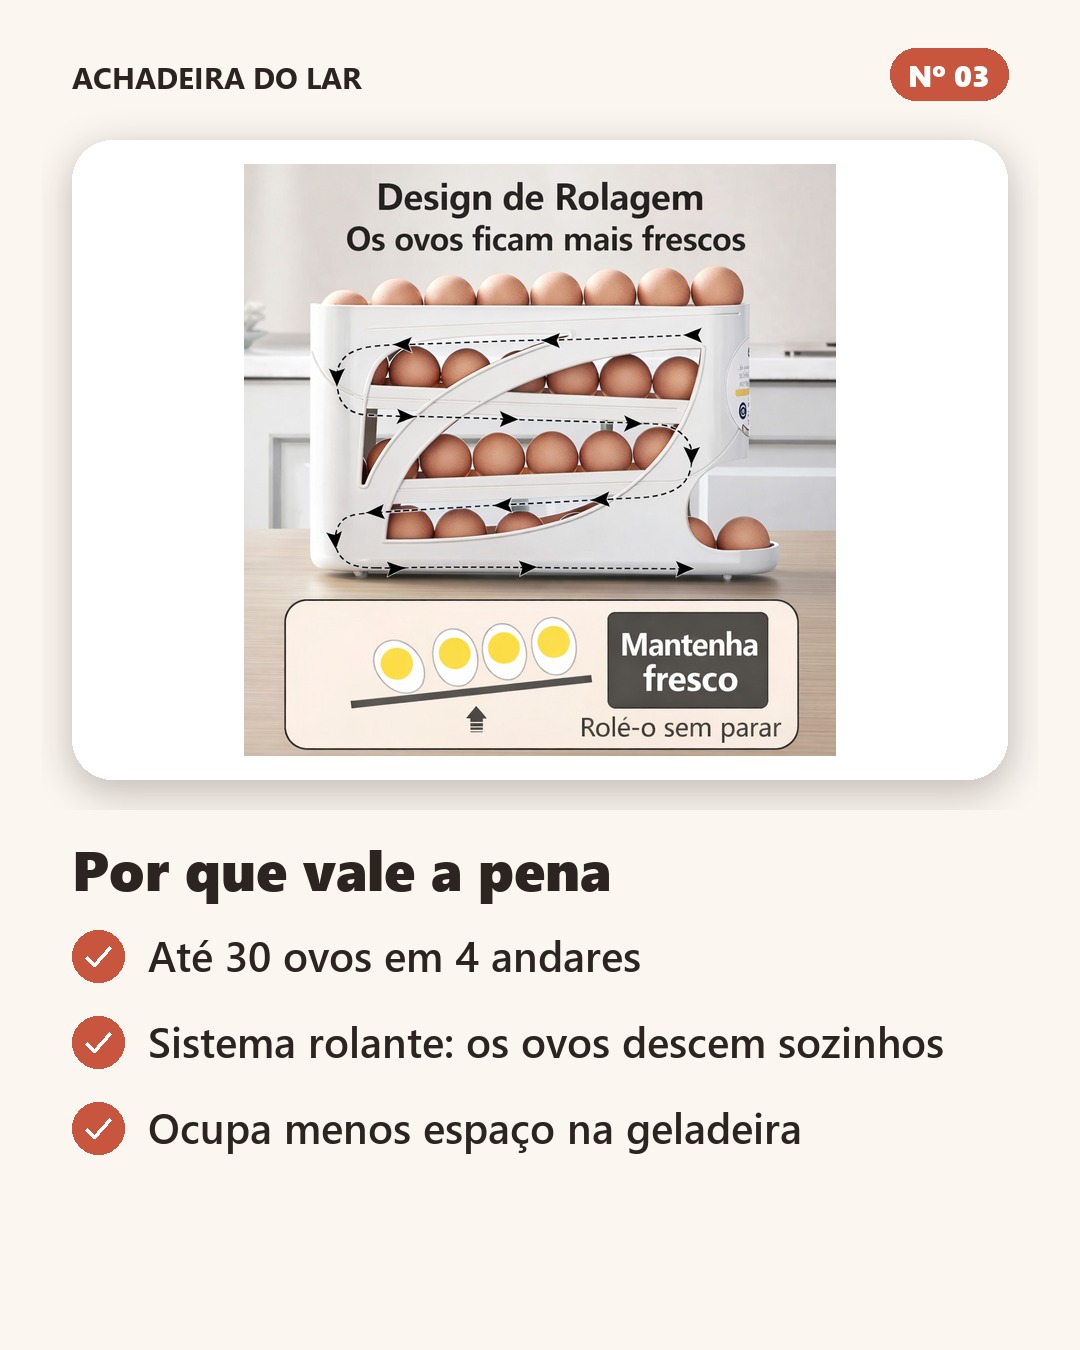 ACHADEIRA DO LAR
Nº 03
Design de Rolagem
Os ovos ficam mais frescos
Mantenha
fresco
Rolé-o sem parar
Por que vale a pena
Até 30 ovos em 4 andares
Sistema rolante: os ovos descem sozinhos
Ocupa menos espaço na geladeira